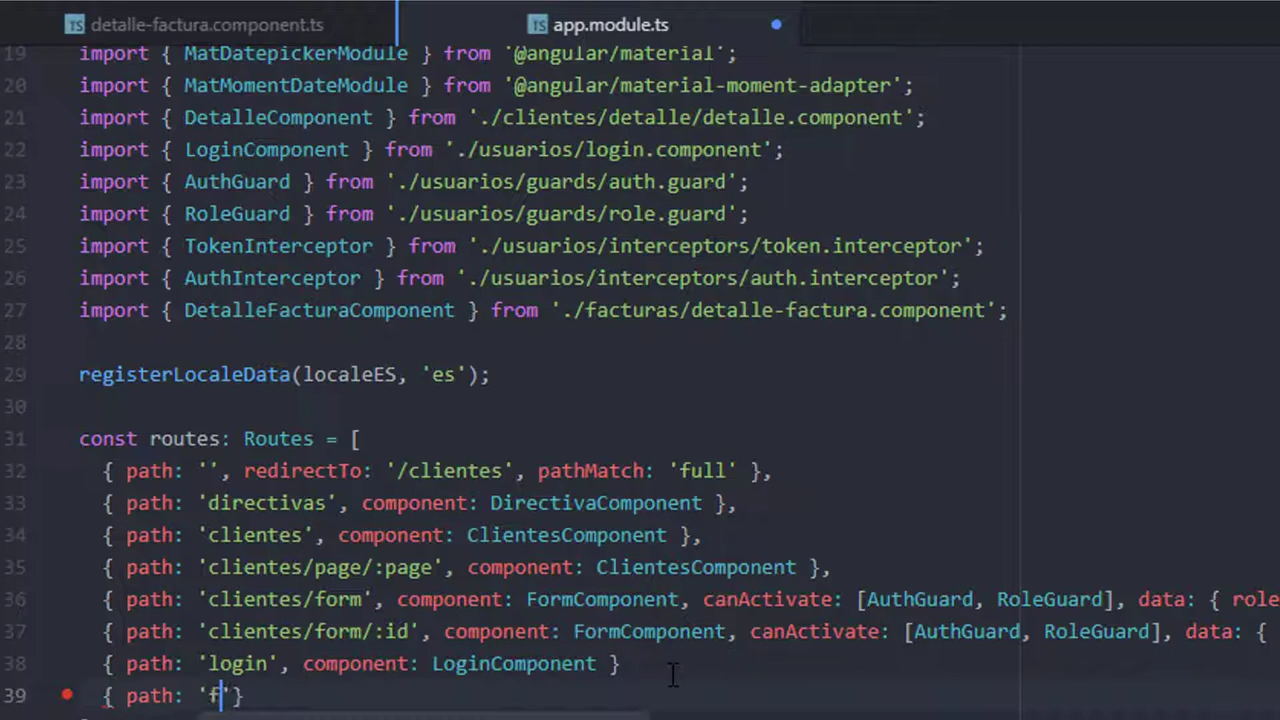 TS detalle-factura.component.ts
TS app.module.ts
19 import { MatDatepickerModule } from '@angular/material';
20 import { MatMomentDateModule } from '@angular/material-moment-adapter';
21 import { DetalleComponent } from './clientes/detalle/detalle.component';
22 import { LoginComponent } from './usuarios/login.component';
23 import { AuthGuard } from './usuarios/guards/auth.guard';
24 import { RoleGuard } from './usuarios/guards/role.guard';
25 import { TokenInterceptor } from './usuarios/interceptors/token.interceptor';
26 import { AuthInterceptor } from './usuarios/interceptors/auth.interceptor';
27 import { DetalleFacturaComponent } from './facturas/detalle-factura.component';
28
29 registerLocaleData(localeES, 'es');
30
31 const routes: Routes = [
32 { path: '', redirectTo: '/clientes', pathMatch: 'full' },
33 { path: 'directivas', component: DirectivaComponent },
34 { path: 'clientes', component: ClientesComponent },
35 { path: 'clientes/page/:page', component: ClientesComponent },
36 { path: 'clientes/form', component: FormComponent, canActivate: [AuthGuard, RoleGuard], data: { role
37 { path: 'clientes/form/:id', component: FormComponent, canActivate: [AuthGuard, RoleGuard], data: {
38 { path: 'login', component: LoginComponent }
39 { path: 'f'}